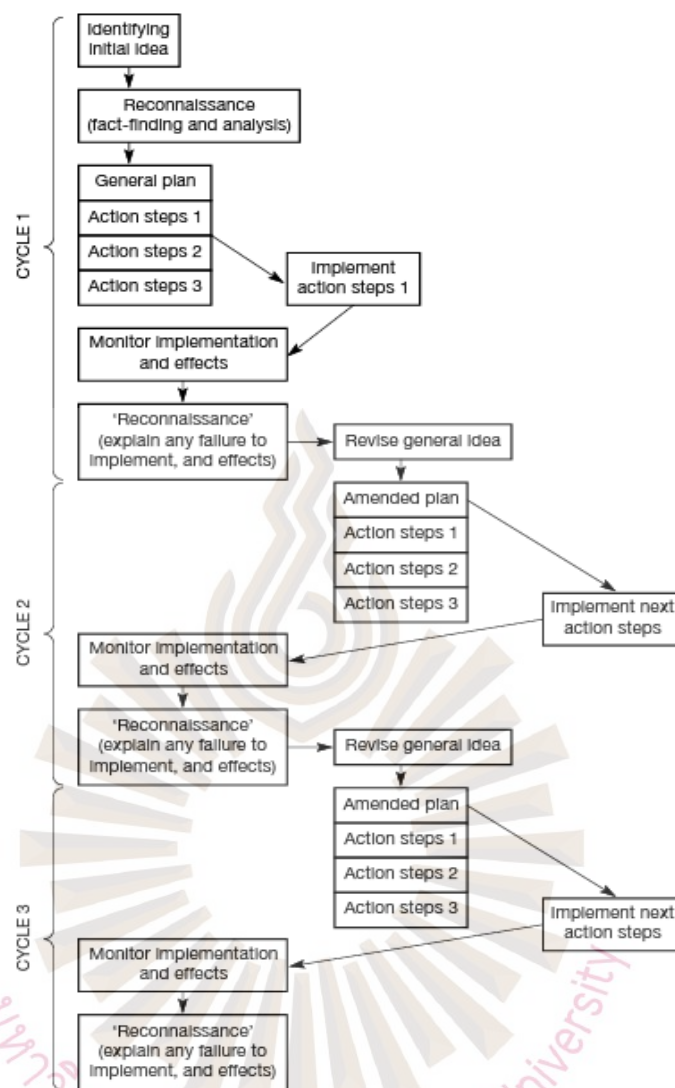 Identifying
initial idea
Reconnaissance
(fact-finding and analysis)
General plan
Action steps 1
Action steps 2
Action steps 3
Implement
action steps 1
Monitor implementation
and effects
'Reconnaissance'
(explain any failure to
implement, and effects)
Revise general idea
CYCLE 1
Amended plan
Action steps 1
Action steps 2
Action steps 3
Implement next
action steps
Monitor implementation
and effects
'Reconnaissance'
(explain any failure to
implement, and effects)
Revise general idea
CYCLE 2
Amended plan
Action steps 1
Action steps 2
Action steps 3
Implement next
action steps
Monitor implementation
and effects
'Reconnaissance'
(explain any failure to
implement, and effects)
CYCLE 3
University